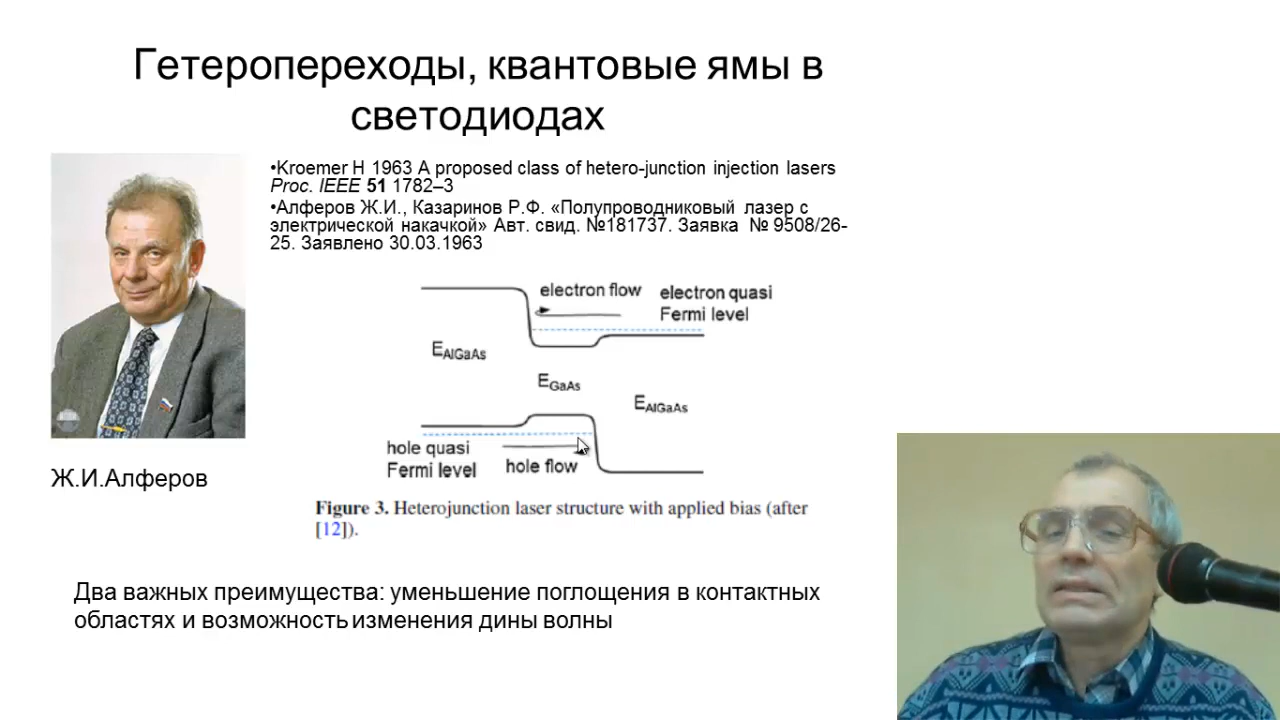 Гетеропереходы, квантовые ямы в
светодиодах
•Kroemer H 1963 A proposed class of hetero-junction injection lasers
Proc. IEEE 51 1782–3
•Алферов Ж.И., Казаринов Р.Ф. «Полупроводниковый лазер с
электрической накачкой» Авт. свид. №181737. Заявка № 9508/26-
25. Заявлено 30.03.1963
electron flow
electron quasi
Fermi level
EAlGaAs
EGaAs
EAlGaAs
hole quasi
Fermi level
hole flow
Figure 3. Heterojunction laser structure with applied bias (after
[12]).
Ж.И.Алферов
Два важных преимущества: уменьшение поглощения в контактных
областях и возможность изменения дины волны